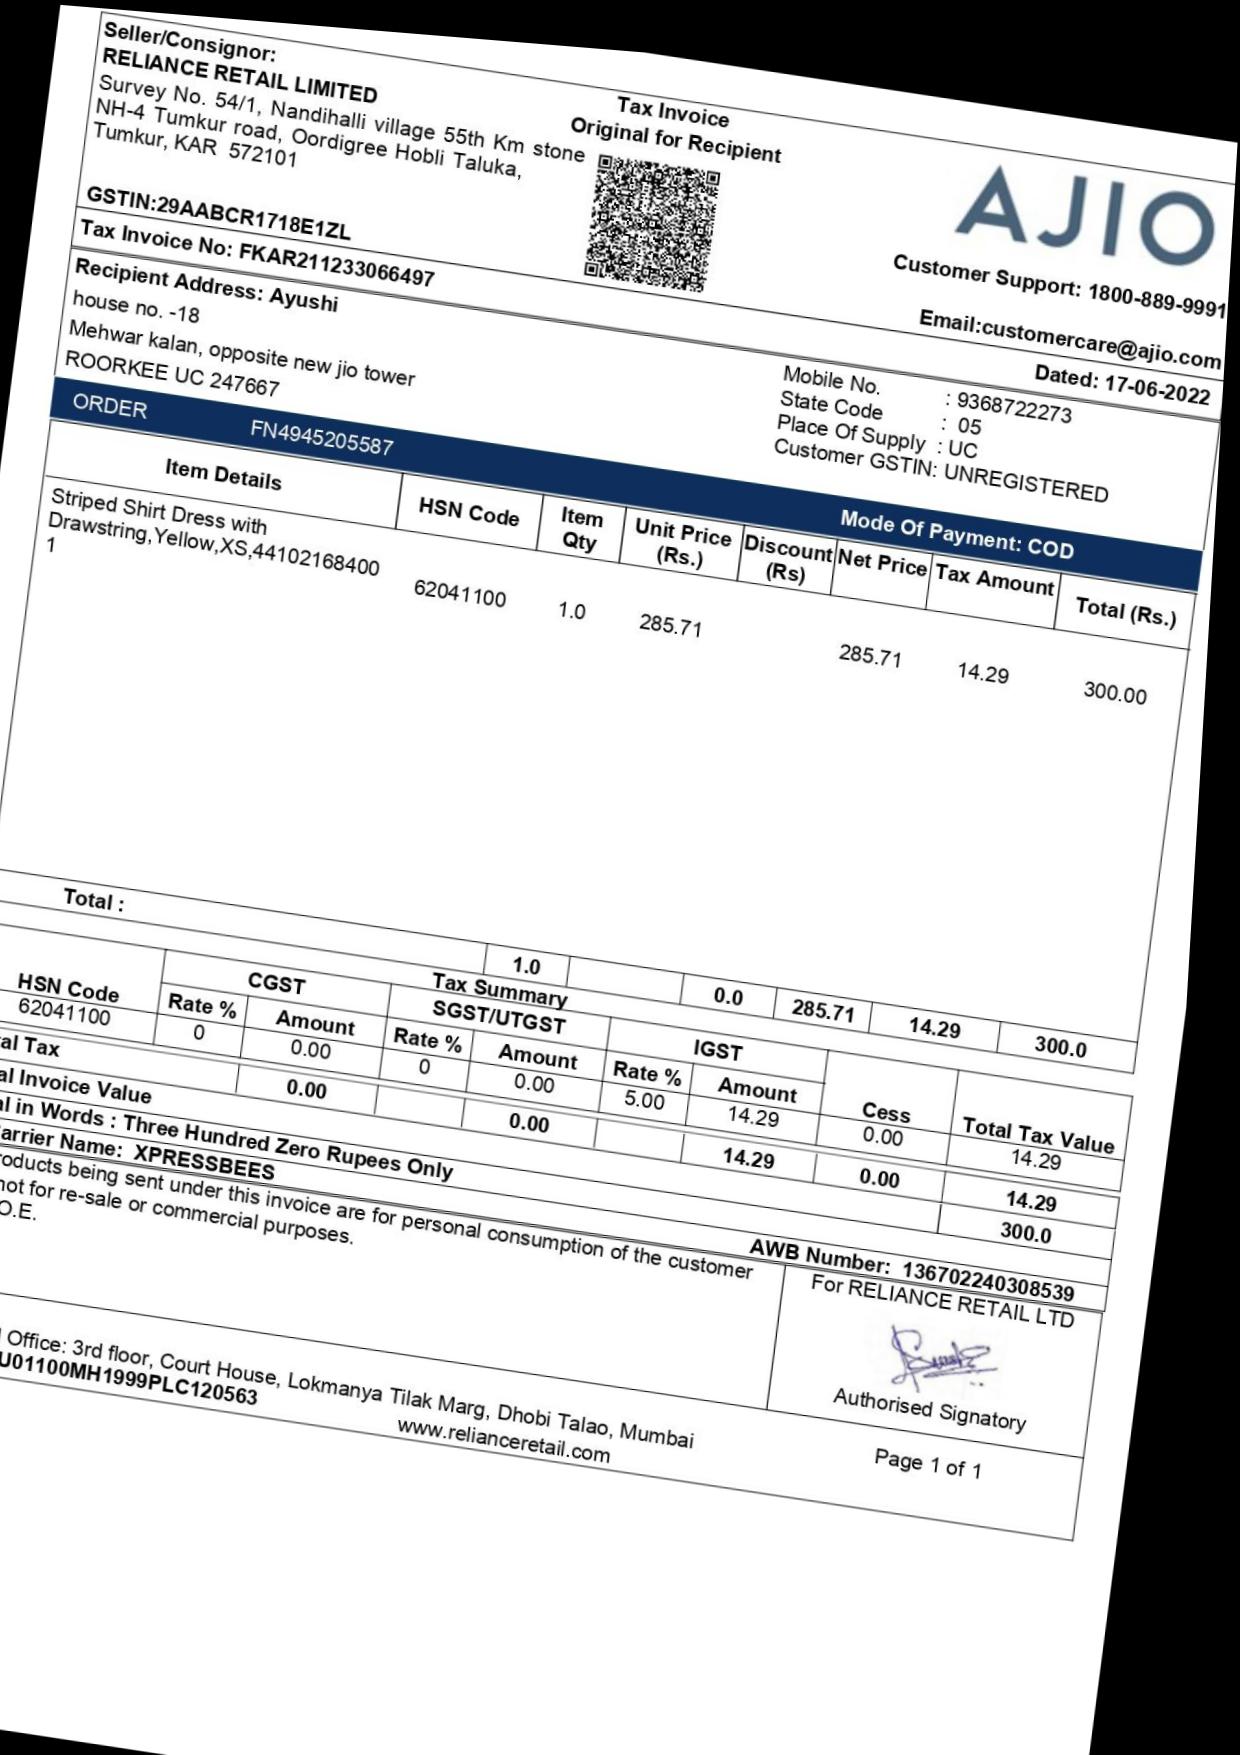 Seller/Consignor:
RELIANCE RETAIL LIMITED
Survey No. 54/1, Nandihalli village 55th Km stone
NH-4 Tumkur road, Oordigree Hobli Taluka,
Tumkur, KAR 572101
GSTIN:29AABCR1718E1ZL
Tax Invoice
Original for Recipient
AJIO
Customer Support: 1800-889-9991
Email:customercare@ajio.com
Tax Invoice No: FKAR211233066497
Dated: 17-06-2022
Recipient Address: Ayushi
house no. -18
Mehwar kalan, opposite new jio tower
ROORKEE UC 247667
Mobile No. : 9368722273
State Code : 05
Place Of Supply : UC
Customer GSTIN: UNREGISTERED
ORDER FN4945205587 Mode Of Payment: COD
Item Details HSN Code Item Qty Unit Price (Rs.) Discount (Rs) Net Price Tax Amount Total (Rs.)
Striped Shirt Dress with
Drawstring,Yellow,XS,44102168400
1
62041100 1.0 285.71 285.71 14.29 300.00
Total : 1.0 0.0 285.71 14.29 300.0
Tax Summary
HSN Code CGST SGST/UTGST IGST Cess Total Tax Value
Rate % Amount Rate % Amount Rate % Amount
62041100 0 0.00 0 0.00 5.00 14.29 0.00 14.29
al Tax 0.00 0.00 14.29 0.00 14.29
al Invoice Value 300.0
al in Words : Three Hundred Zero Rupees Only
arrier Name: XPRESSBEES AWB Number: 136702240308539
roducts being sent under this invoice are for personal consumption of the customer
not for re-sale or commercial purposes.
O.E.
For RELIANCE RETAIL LTD
Authorised Signatory
Office: 3rd floor, Court House, Lokmanya Tilak Marg, Dhobi Talao, Mumbai
U01100MH1999PLC120563
www.relianceretail.com
Page 1 of 1